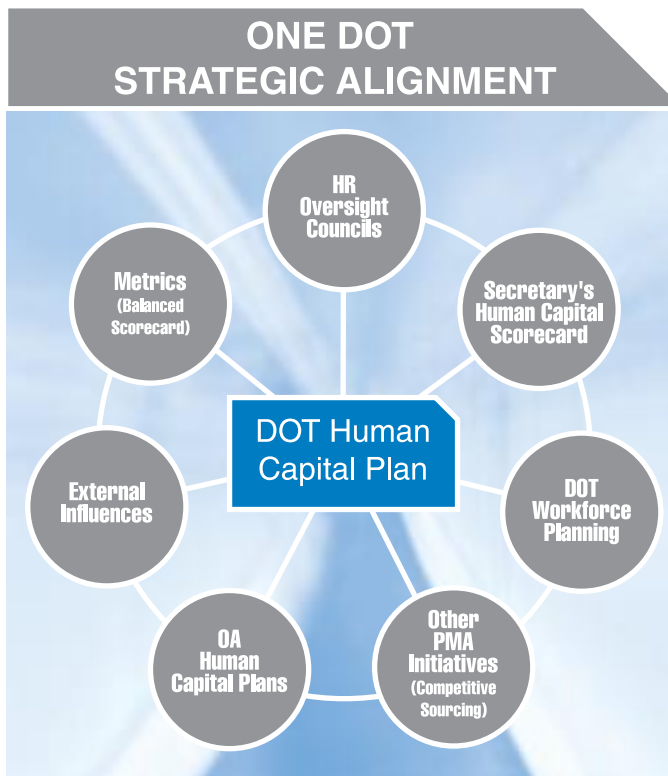 ONE DOT
STRATEGIC ALIGNMENT
HR
Oversight
Councils
Metrics
(Balanced
Scorecard)
Secretary's
Human Capital
Scorecard
DOT Human
Capital Plan
External
Influences
DOT
Workforce
Planning
OA
Human
Capital Plans
Other
PMA
Initiatives
(Competitive
Sourcing)